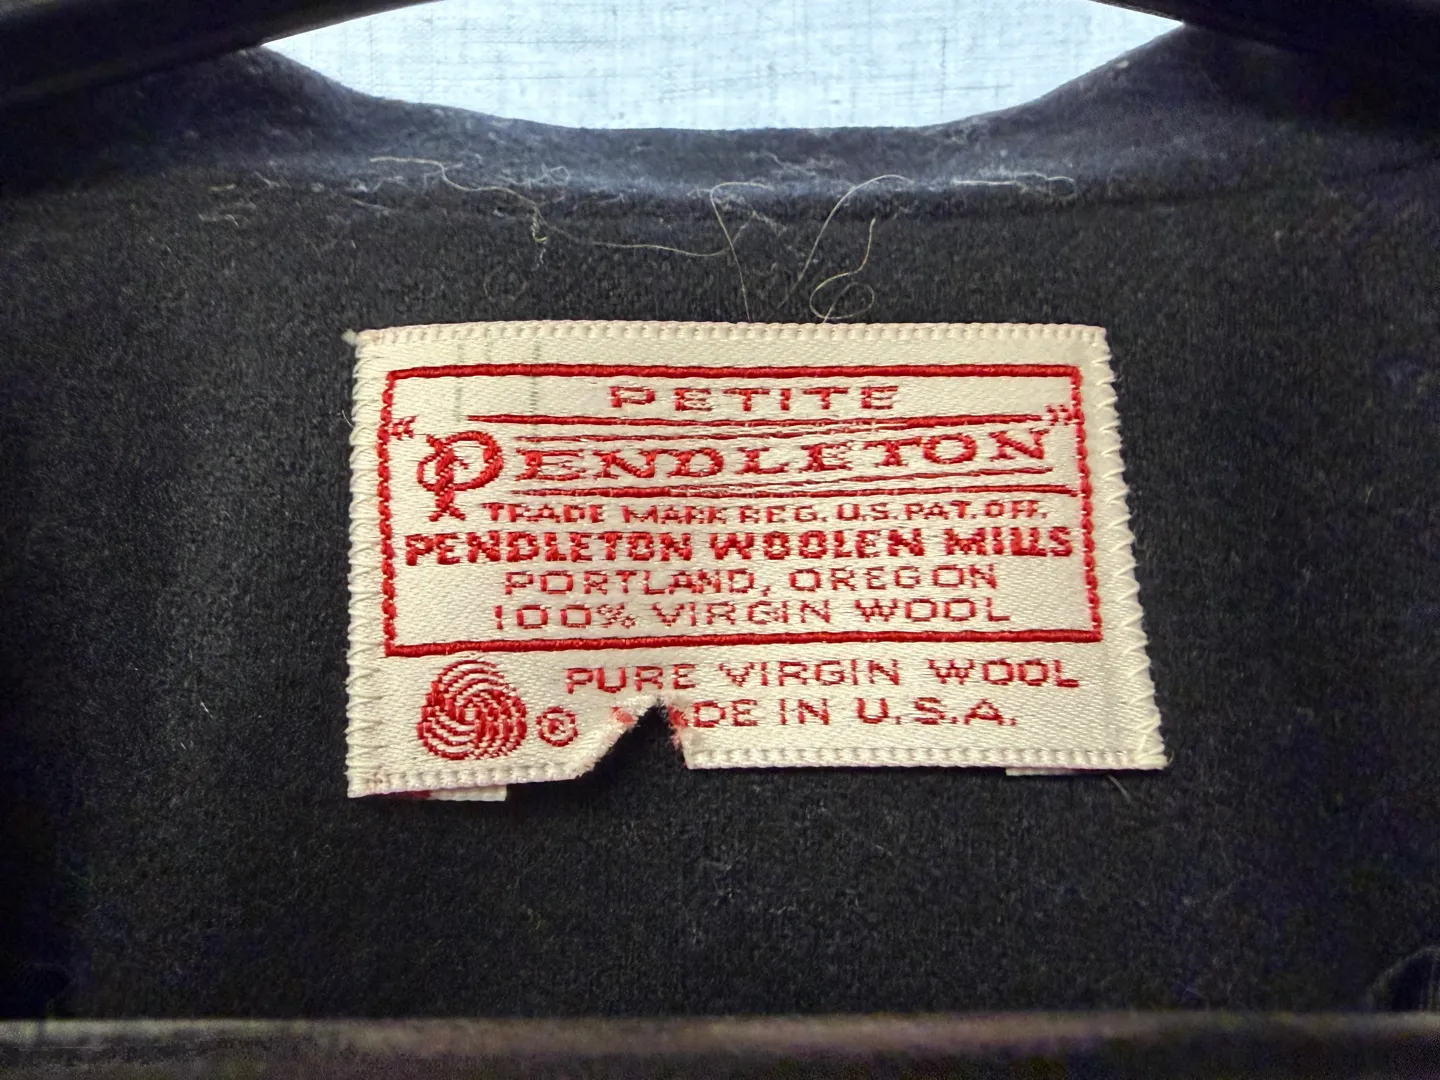 PETITE
"PENDLETON"
TRADE MARK REG. U.S. PAT. OFF.
PENDLETON WOOLEN MILLS
PORTLAND, OREGON
100% VIRGIN WOOL
PURE VIRGIN WOOL
® MADE IN U.S.A.